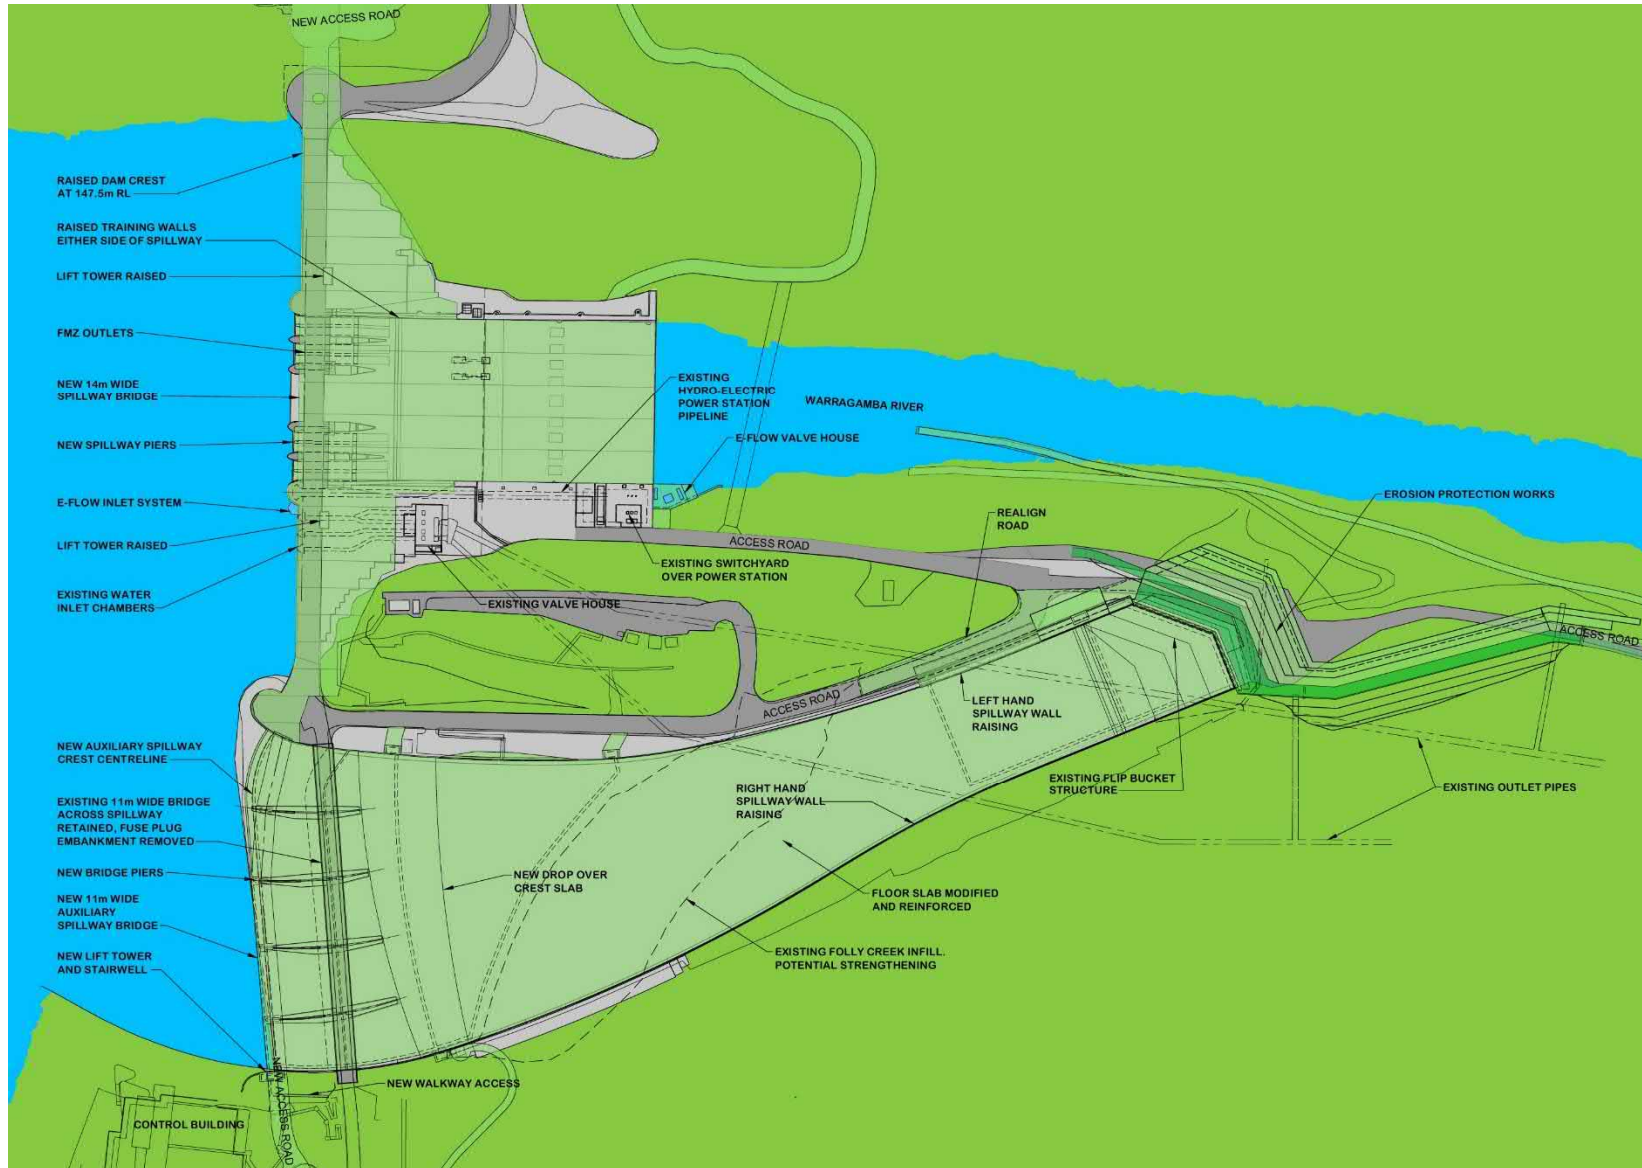 NEW ACCESS ROAD
RAISED DAM CREST
AT 147.5m RL
RAISED TRAINING WALLS
EITHER SIDE OF SPILLWAY
LIFT TOWER RAISED
FMZ OUTLETS
NEW 14m WIDE
SPILLWAY BRIDGE
NEW SPILLWAY PIERS
E-FLOW INLET SYSTEM
LIFT TOWER RAISED
EXISTING WATER
INLET CHAMBERS
EXISTING
HYDRO-ELECTRIC
POWER STATION
PIPELINE
WARRAGAMBA RIVER
E-FLOW VALVE HOUSE
EROSION PROTECTION WORKS
REALIGN
ROAD
ACCESS ROAD
EXISTING SWITCHYARD
OVER POWER STATION
EXISTING VALVE HOUSE
ACCESS ROAD
ACCESS ROAD
LEFT HAND
SPILLWAY WALL
RAISING
NEW AUXILIARY SPILLWAY
CREST CENTRELINE
EXISTING 11m WIDE BRIDGE
ACROSS SPILLWAY
RETAINED, FUSE PLUG
EMBANKMENT REMOVED
NEW BRIDGE PIERS
NEW 11m WIDE
AUXILIARY
SPILLWAY BRIDGE
NEW LIFT TOWER
AND STAIRWELL
RIGHT HAND
SPILLWAY WALL
RAISING
EXISTING FLIP BUCKET
STRUCTURE
EXISTING OUTLET PIPES
NEW DROP OVER
CREST SLAB
FLOOR SLAB MODIFIED
AND REINFORCED
EXISTING FOLLY CREEK INFILL.
POTENTIAL STRENGTHENING
NEW WALKWAY ACCESS
NEW ACCESS ROAD
CONTROL BUILDING